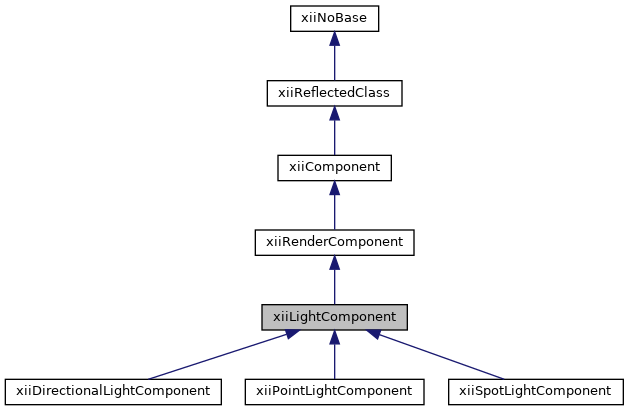 xiiNoBase
xiiReflectedClass
xiiComponent
xiiRenderComponent
xiiLightComponent
xiiDirectionalLightComponent
xiiPointLightComponent
xiiSpotLightComponent